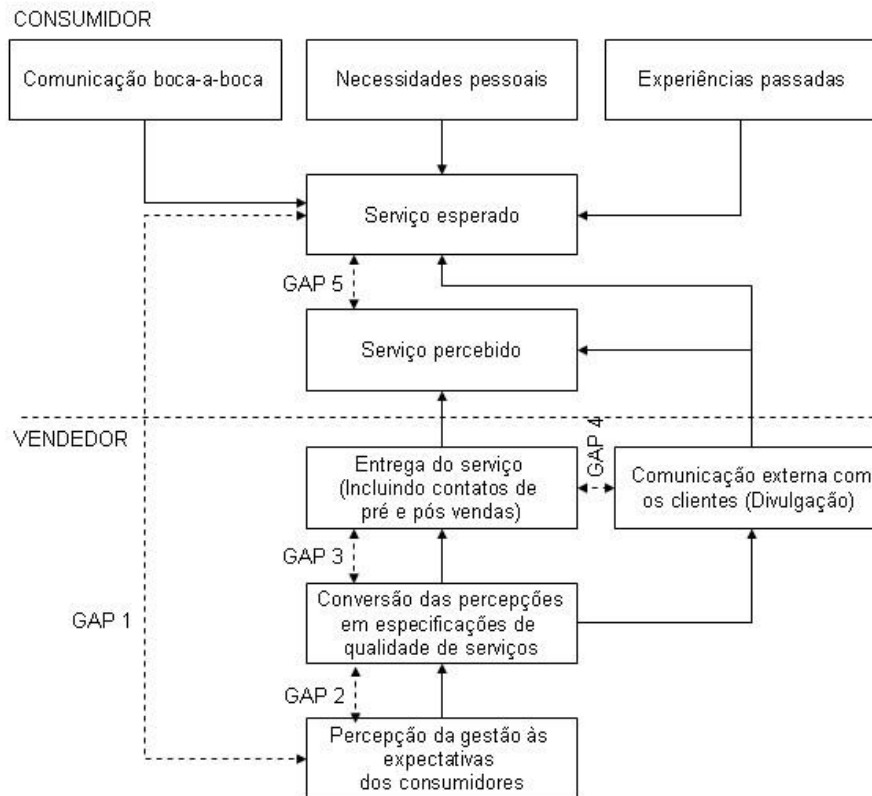 CONSUMIDOR
Comunicação boca-a-boca
Necessidades pessoais
Experiências passadas
Serviço esperado
GAP 5
Serviço percebido
VENDEDOR
Entrega do serviço
(Incluindo contatos de
pré e pós vendas)
GAP 4
Comunicação externa com
os clientes (Divulgação)
GAP 3
GAP 1
Conversão das percepções
em especificações de
qualidade de serviços
GAP 2
Percepção da gestão às
expectativas
dos consumidores